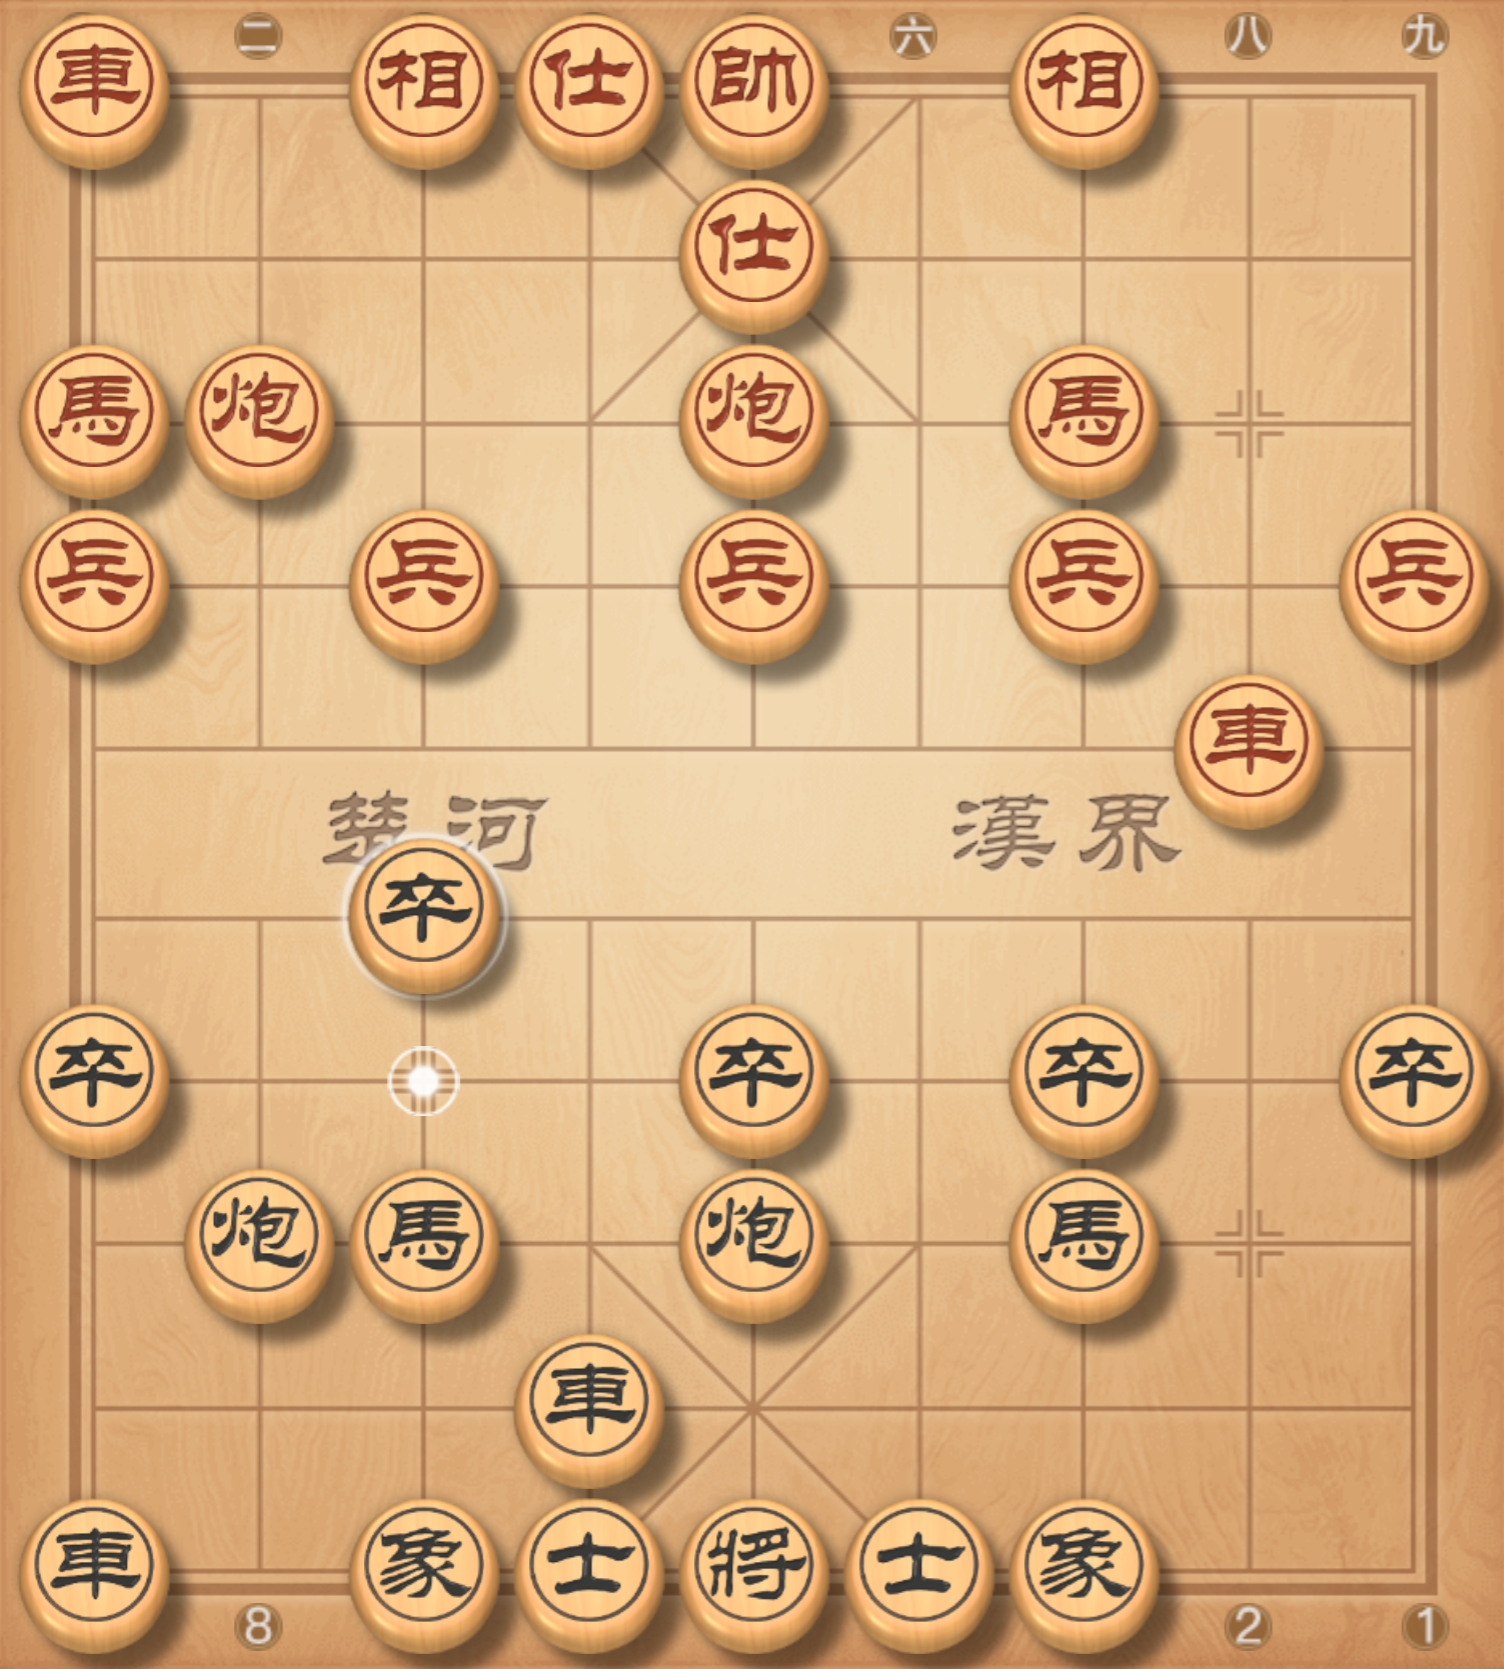 二 六 八 九
車 相 仕 帥 相
仕
馬 炮 炮 馬
兵 兵 兵 兵 兵
車
楚河 漢界
卒
卒 卒 卒 卒
炮 馬 炮 馬
車
車 象 士 將 士 象
8 2 1